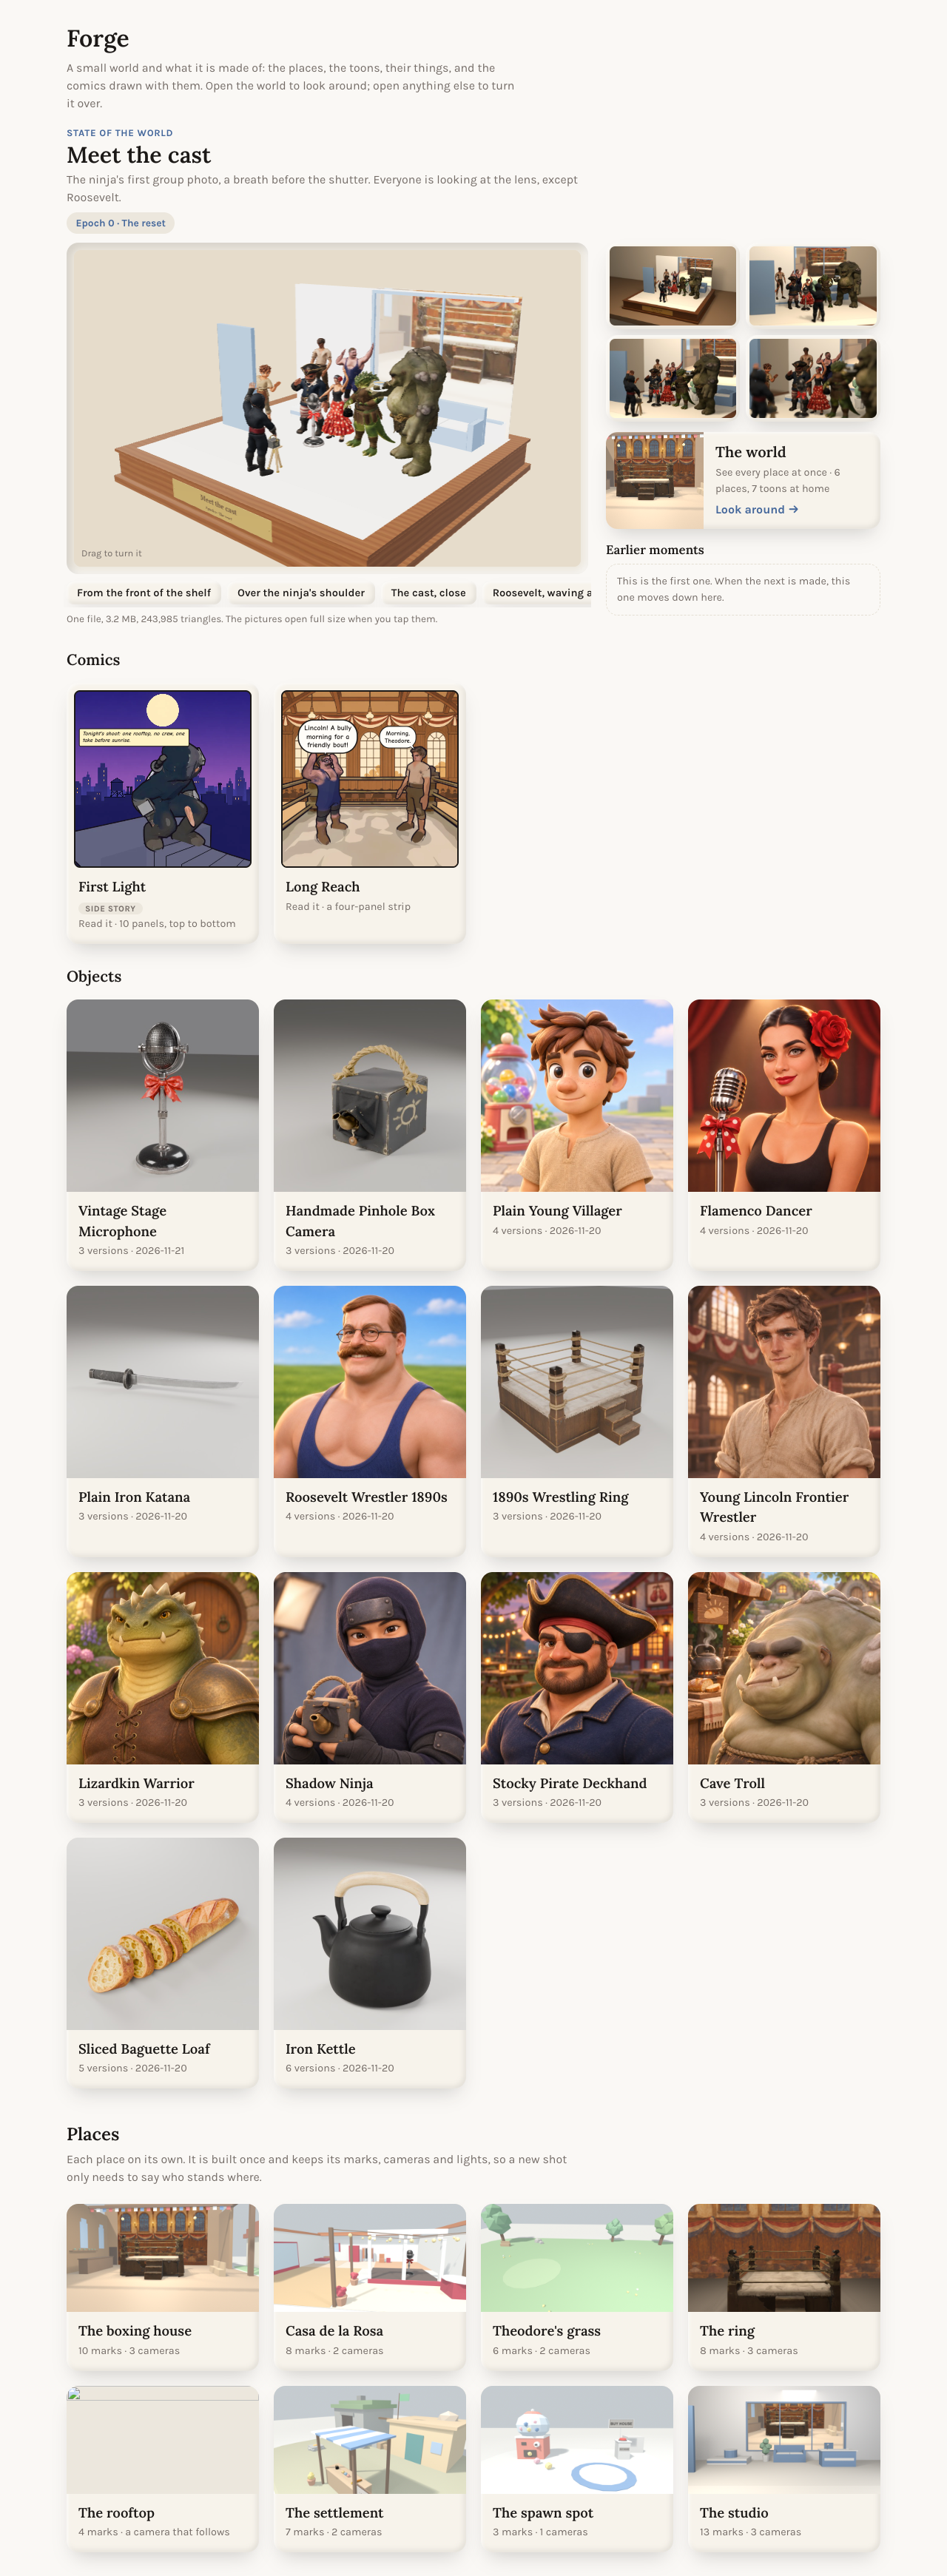 Forge
A small world and what it is made of: the places, the toons, their things, and the
comics drawn with them. Open the world to look around; open anything else to turn
it over.
STATE OF THE WORLD
Meet the cast
The ninja's first group photo, a breath before the shutter. Everyone is looking at the lens, except
Roosevelt.
Epoch 0 · The reset
Meet the cast
Drag to turn it
From the front of the shelf
Over the ninja's shoulder
The cast, close
Roosevelt, waving a
One file, 3.2 MB, 243,985 triangles. The pictures open full size when you tap them.
The world
See every place at once · 6
places, 7 toons at home
Look around →
Earlier moments
This is the first one. When the next is made, this
one moves down here.
Comics
Tonight's shoot: one rooftop, no crew, one
take before sunrise.
First Light
SIDE STORY
Read it · 10 panels, top to bottom
Lincoln! A bully
morning for a
friendly bout!
Morning,
Theodore.
Long Reach
Read it · a four-panel strip
Objects
Vintage Stage
Microphone
3 versions · 2026-11-21
Handmade Pinhole Box
Camera
3 versions · 2026-11-20
Plain Young Villager
4 versions · 2026-11-20
Flamenco Dancer
4 versions · 2026-11-20
Plain Iron Katana
3 versions · 2026-11-20
Roosevelt Wrestler 1890s
4 versions · 2026-11-20
1890s Wrestling Ring
3 versions · 2026-11-20
Young Lincoln Frontier
Wrestler
4 versions · 2026-11-20
Lizardkin Warrior
3 versions · 2026-11-20
Shadow Ninja
4 versions · 2026-11-20
Stocky Pirate Deckhand
3 versions · 2026-11-20
Cave Troll
3 versions · 2026-11-20
Sliced Baguette Loaf
5 versions · 2026-11-20
Iron Kettle
6 versions · 2026-11-20
Places
Each place on its own. It is built once and keeps its marks, cameras and lights, so a new shot
only needs to say who stands where.
The boxing house
10 marks · 3 cameras
Casa de la Rosa
8 marks · 2 cameras
Theodore's grass
6 marks · 2 cameras
The ring
8 marks · 3 cameras
The rooftop
4 marks · a camera that follows
The settlement
7 marks · 2 cameras
The spawn spot
3 marks · 1 cameras
The studio
13 marks · 3 cameras